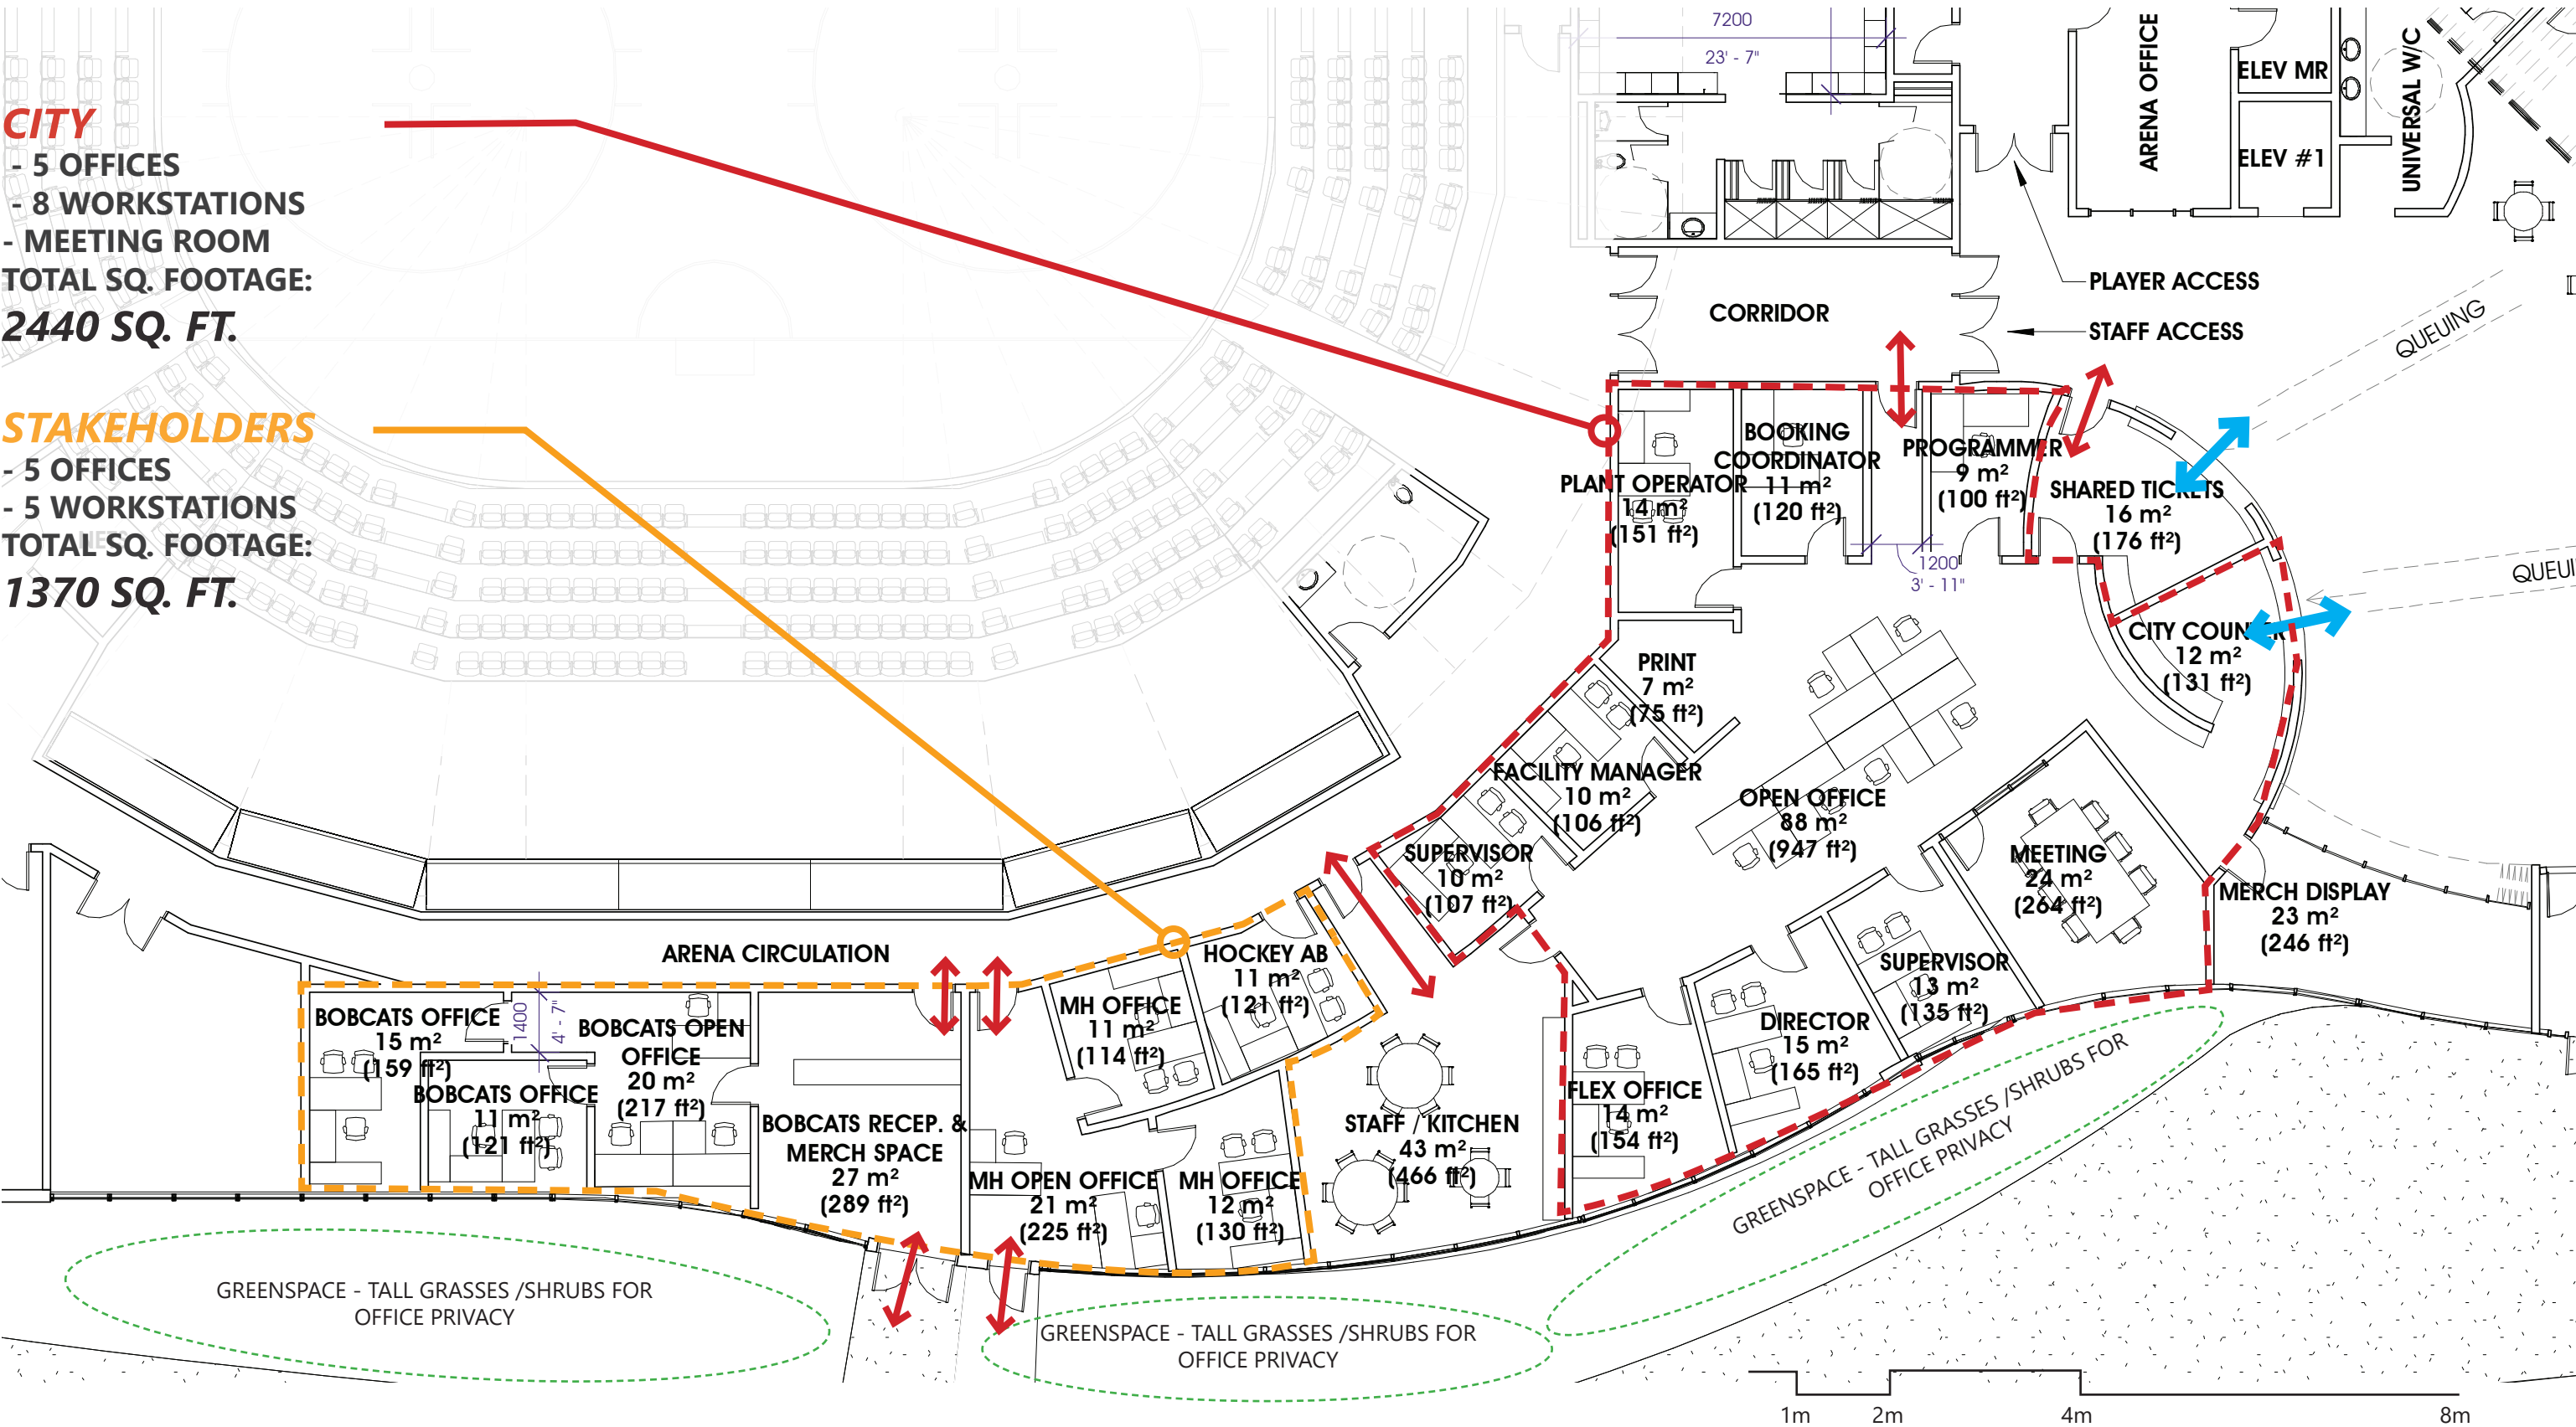 CITY
- 5 OFFICES
- 8 WORKSTATIONS
- MEETING ROOM
TOTAL SQ. FOOTAGE:
2440 SQ. FT.
STAKEHOLDERS
- 5 OFFICES
- 5 WORKSTATIONS
TOTAL SQ. FOOTAGE:
1370 SQ. FT.
7200
23' - 7"
ARENA OFFICE
ELEV MR
ELEV #1
UNIVERSAL W/C
PLAYER ACCESS
STAFF ACCESS
CORRIDOR
QUEUING
PLANT OPERATOR
14 m²
(151 ft²)
BOOKING
COORDINATOR
11 m²
(120 ft²)
PROGRAMMER
9 m²
(100 ft²)
SHARED TICKETS
16 m²
(176 ft²)
1200
3' - 11"
QUEUI
CITY COUNTER
12 m²
(131 ft²)
PRINT
7 m²
(75 ft²)
FACILITY MANAGER
10 m²
(106 ft²)
OPEN OFFICE
88 m²
(947 ft²)
SUPERVISOR
10 m²
(107 ft²)
MEETING
24 m²
(264 ft²)
MERCH DISPLAY
23 m²
(246 ft²)
SUPERVISOR
13 m²
(135 ft²)
DIRECTOR
15 m²
(165 ft²)
FLEX OFFICE
14 m²
(154 ft²)
STAFF / KITCHEN
43 m²
(466 ft²)
ARENA CIRCULATION
HOCKEY AB
11 m²
(121 ft²)
MH OFFICE
11 m²
(114 ft²)
MH OPEN OFFICE
21 m²
(225 ft²)
MH OFFICE
12 m²
(130 ft²)
BOBCATS OFFICE
15 m²
(159 ft²)
1400
4' - 7"
BOBCATS OPEN
OFFICE
20 m²
(217 ft²)
BOBCATS OFFICE
11 m²
(121 ft²)
BOBCATS RECEP. &
MERCH SPACE
27 m²
(289 ft²)
GREENSPACE - TALL GRASSES /SHRUBS FOR
OFFICE PRIVACY
GREENSPACE - TALL GRASSES /SHRUBS FOR
OFFICE PRIVACY
GREENSPACE - TALL GRASSES /SHRUBS FOR
OFFICE PRIVACY
1m
2m
4m
8m